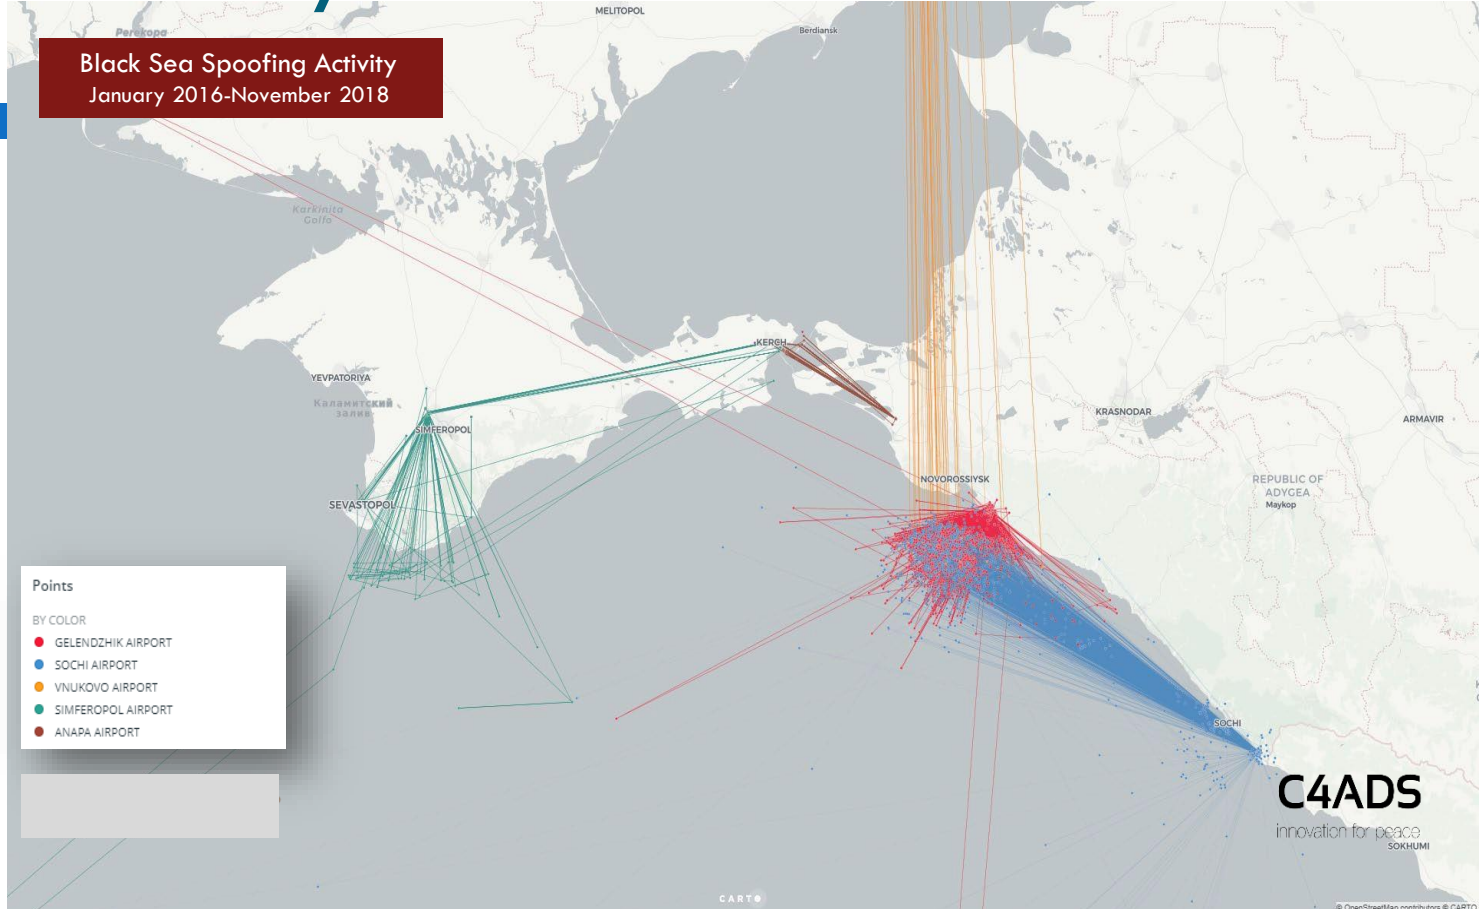 MELITOPOL
Perekopa
Berdiansk
Black Sea Spoofing Activity
January 2016-November 2018
Karkinita
Golfo
KERCH
YEVPATORIYA
Каламитский
залив
SIMFEROPOL
KRASNODAR
ARMAVIR
NOVOROSSIYSK
REPUBLIC OF
ADYGEA
Maykop
SEVASTOPOL
Points
BY COLOR
GELENDZHIK AIRPORT
SOCHI AIRPORT
VNUKOVO AIRPORT
SIMFEROPOL AIRPORT
ANAPA AIRPORT
SOCHI
C4ADS
innovation for peace
SOKHUMI
CARTO
© OpenStreetMap contributors © CARTO